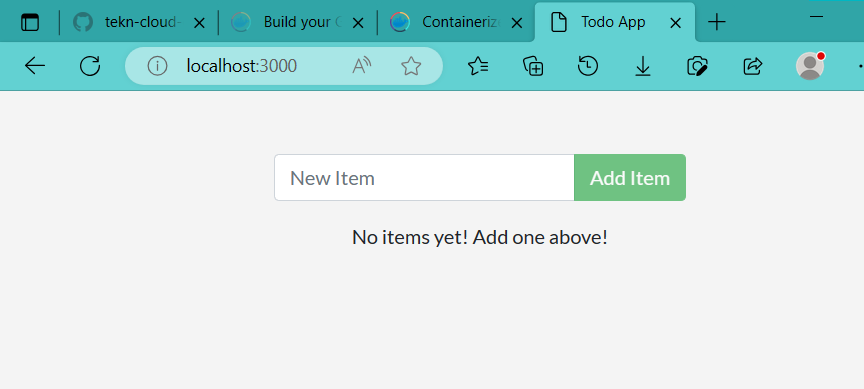 tekn-cloud-
Build your C
Containeriz
Todo App
localhost:3000
New Item
Add Item
No items yet! Add one above!